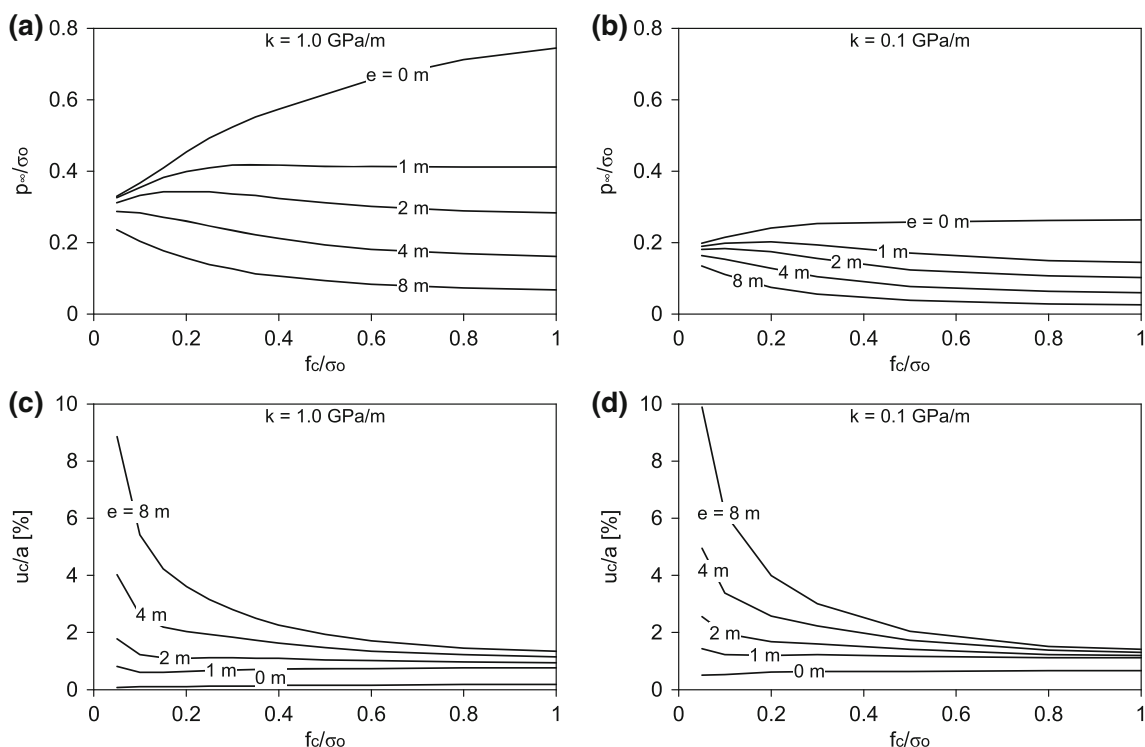 (a)
k = 1.0 GPa/m
e = 0 m
1 m
2 m
4 m
8 m
p∞/σo
0.8
0.6
0.4
0.2
0
0 0.2 0.4 0.6 0.8 1
fc/σo
(b)
k = 0.1 GPa/m
e = 0 m
1 m
2 m
4 m
8 m
p∞/σo
0.8
0.6
0.4
0.2
0
0 0.2 0.4 0.6 0.8 1
fc/σo
(c)
k = 1.0 GPa/m
e = 8 m
4 m
2 m
1 m
0 m
uc/a [%]
10
8
6
4
2
0
0 0.2 0.4 0.6 0.8 1
fc/σo
(d)
k = 0.1 GPa/m
e = 8 m
4 m
2 m
1 m
0 m
uc/a [%]
10
8
6
4
2
0
0 0.2 0.4 0.6 0.8 1
fc/σo